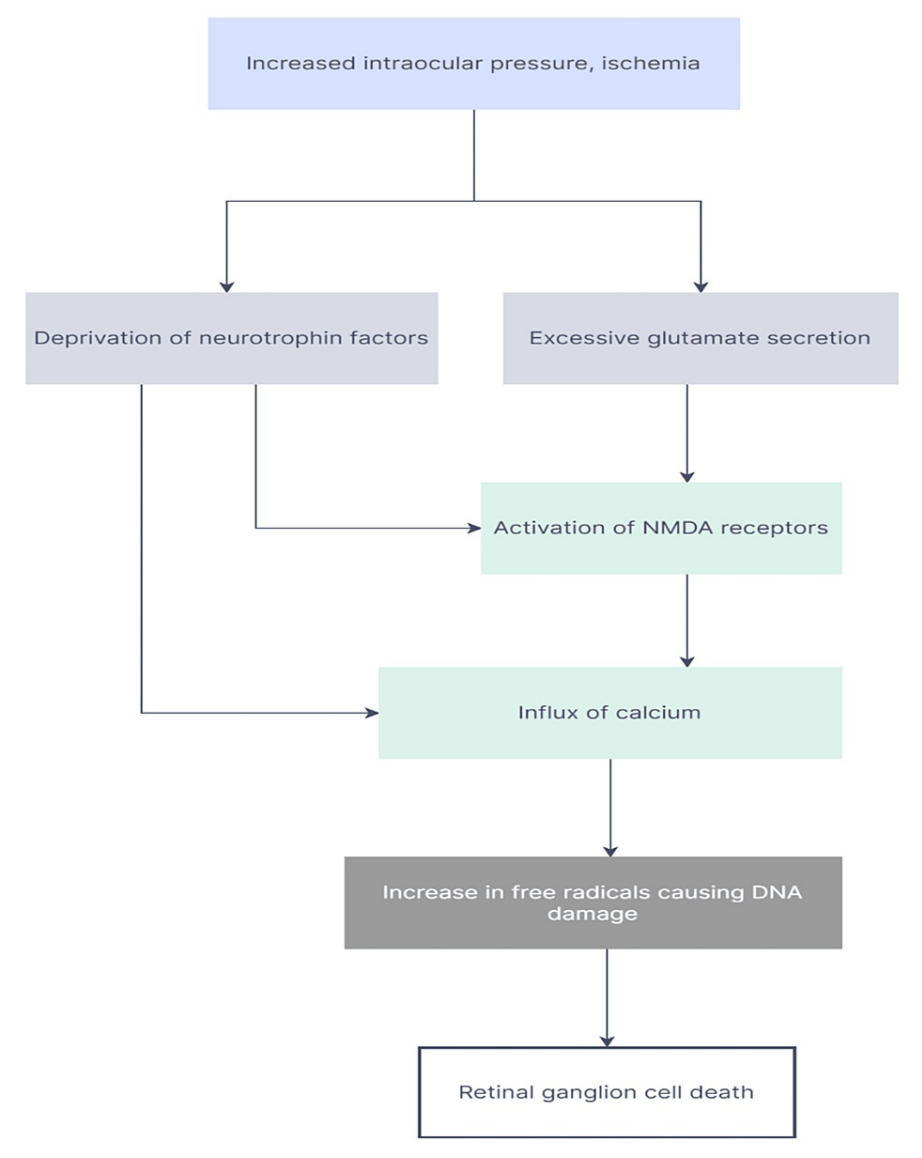 Increased intraocular pressure, ischemia
Deprivation of neurotrophin factors
Excessive glutamate secretion
Activation of NMDA receptors
Influx of calcium
Increase in free radicals causing DNA
damage
Retinal ganglion cell death